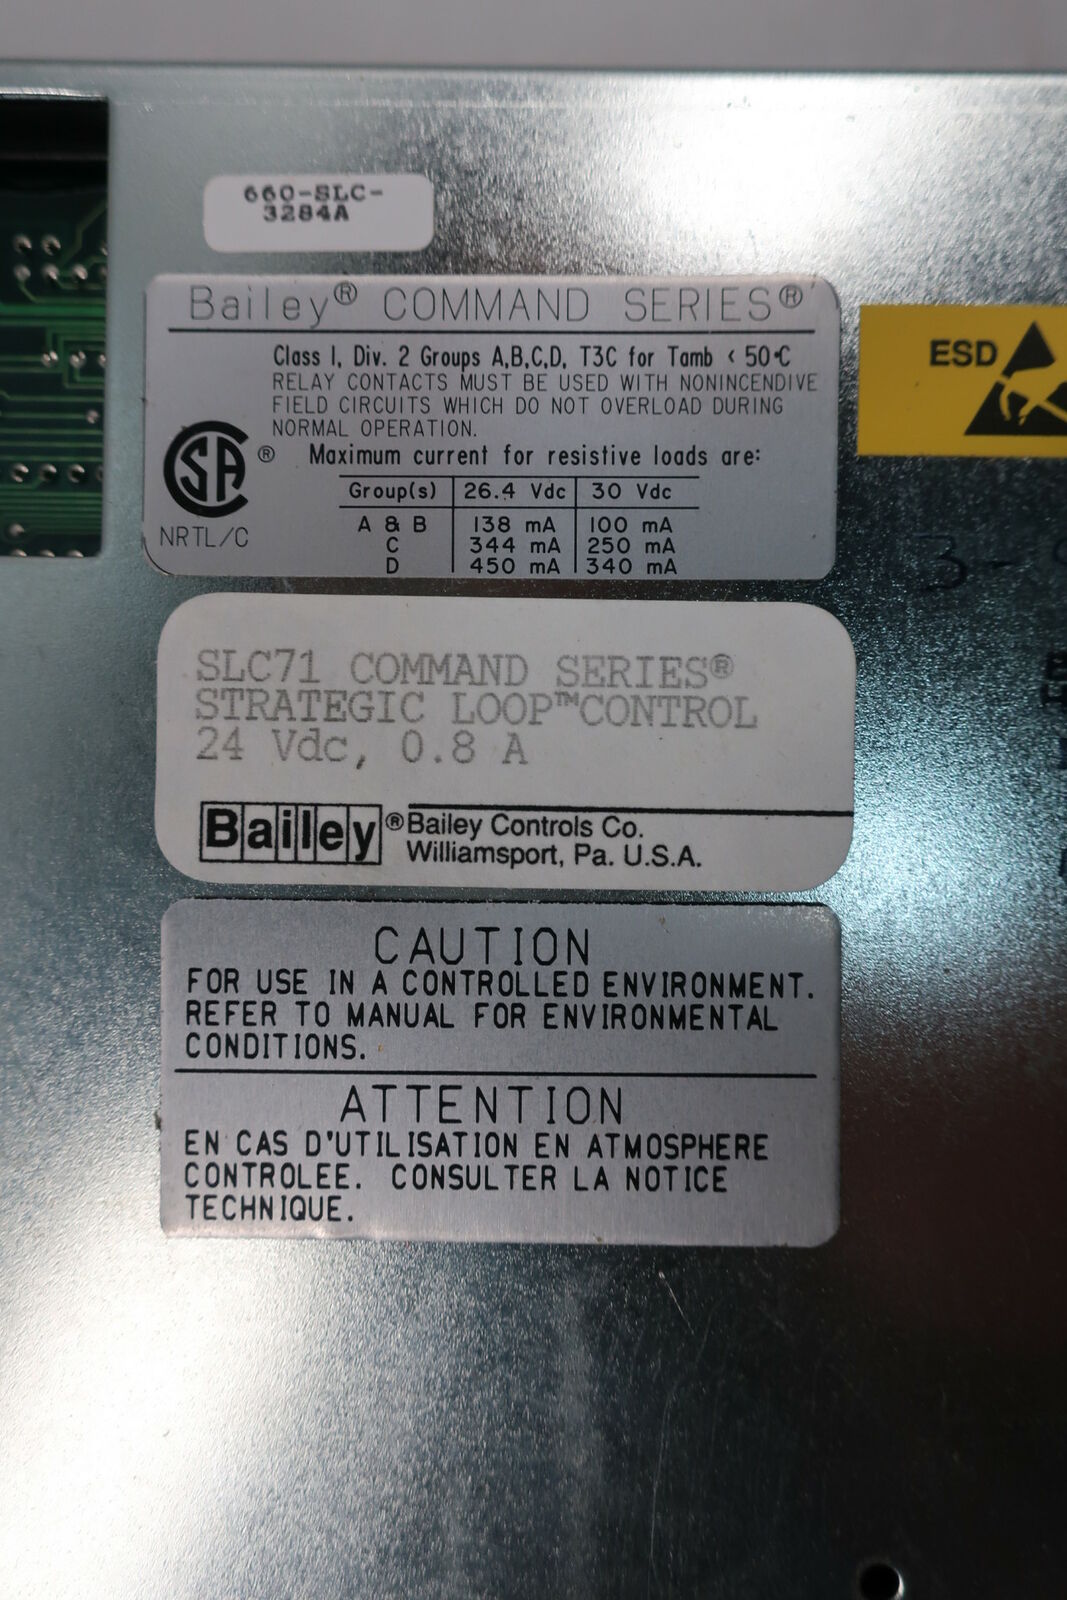 660-SLC-
3284A
Bailey® COMMAND SERIES®
Class I, Div. 2 Groups A,B,C,D, T3C for Tamb < 50°C
RELAY CONTACTS MUST BE USED WITH NONINCENDIVE
FIELD CIRCUITS WHICH DO NOT OVERLOAD DURING
NORMAL OPERATION.
SA ®
NRTL/C
Maximum current for resistive loads are:
Group(s) 26.4 Vdc 30 Vdc
A & B 138 mA 100 mA
C 344 mA 250 mA
D 450 mA 340 mA
ESD
3-
SLC71 COMMAND SERIES®
STRATEGIC LOOP™CONTROL
24 Vdc, 0.8 A
Bailey® Bailey Controls Co.
Williamsport, Pa. U.S.A.
CAUTION
FOR USE IN A CONTROLLED ENVIRONMENT.
REFER TO MANUAL FOR ENVIRONMENTAL
CONDITIONS.
ATTENTION
EN CAS D'UTILISATION EN ATMOSPHERE
CONTROLEE. CONSULTER LA NOTICE
TECHNIQUE.